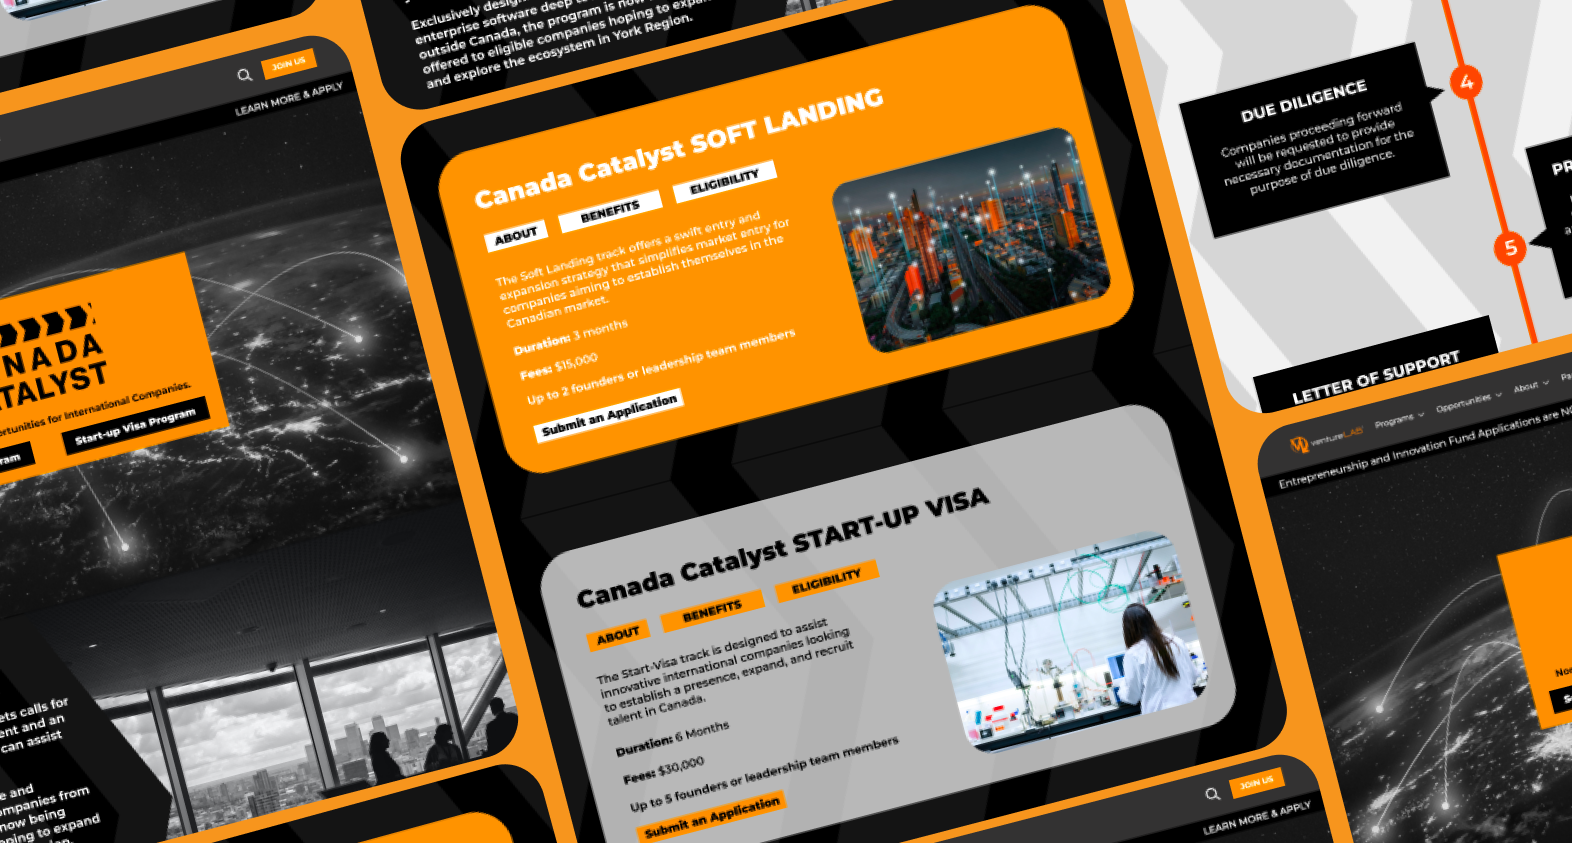 JOIN US
LEARN MORE & APPLY
NADA
TALYST
ortunities for International Companies.
ram
Start-up Visa Program
ets calls for
ent and an
can assist
e and
ompanies from
now being
ping to expand
Exclusively design
enterprise software deep t
outside Canada, the program is now
offered to eligible companies hoping to expan
and explore the ecosystem in York Region.
Canada Catalyst SOFT LANDING
ABOUT
BENEFITS
ELIGIBILITY
The Soft Landing track offers a swift entry and
expansion strategy that simplifies market entry for
companies aiming to establish themselves in the
Canadian market.
Duration: 3 months
Fees: $15,000
Up to 2 founders or leadership team members
Submit an Application
Canada Catalyst START-UP VISA
ABOUT
BENEFITS
ELIGIBILITY
The Start-Visa track is designed to assist
innovative international companies looking
to establish a presence, expand, and recruit
talent in Canada.
Duration: 6 Months
Fees: $30,000
Up to 5 founders or leadership team members
Submit an Application
JOIN US
LEARN MORE & APPLY
DUE DILIGENCE
Companies proceeding forward
will be requested to provide
necessary documentation for the
purpose of due diligence.
4
5
PR
LETTER OF SUPPORT
ventureLAB
Programs
Opportunities
About
Pa
Entrepreneurship and Innovation Fund Applications are NO